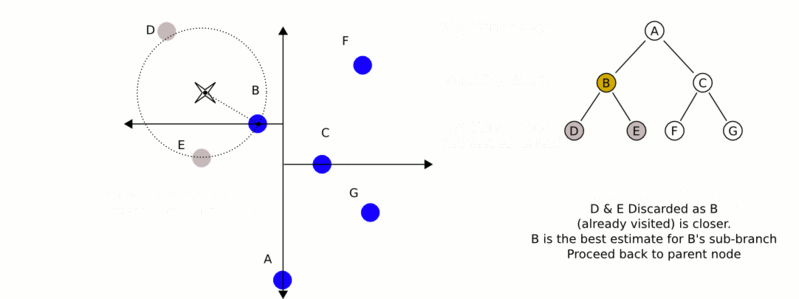 D
F
B
C
E
G
A
A
B
C
D
E
F
G
D & E Discarded as B
(already visited) is closer.
B is the best estimate for B's sub-branch
Proceed back to parent node